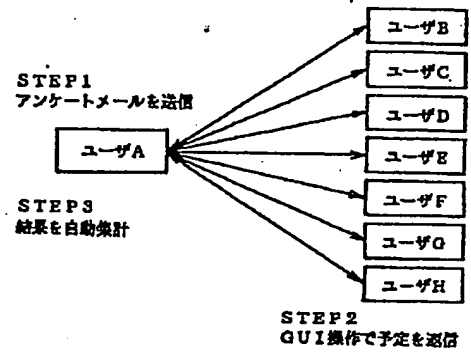 STEP1
アンケートメールを送信
ユーザA
STEP3
結果を自動集計
ユーザB
ユーザC
ユーザD
ユーザE
ユーザF
ユーザG
ユーザH
STEP2
GUI操作で予定を返信